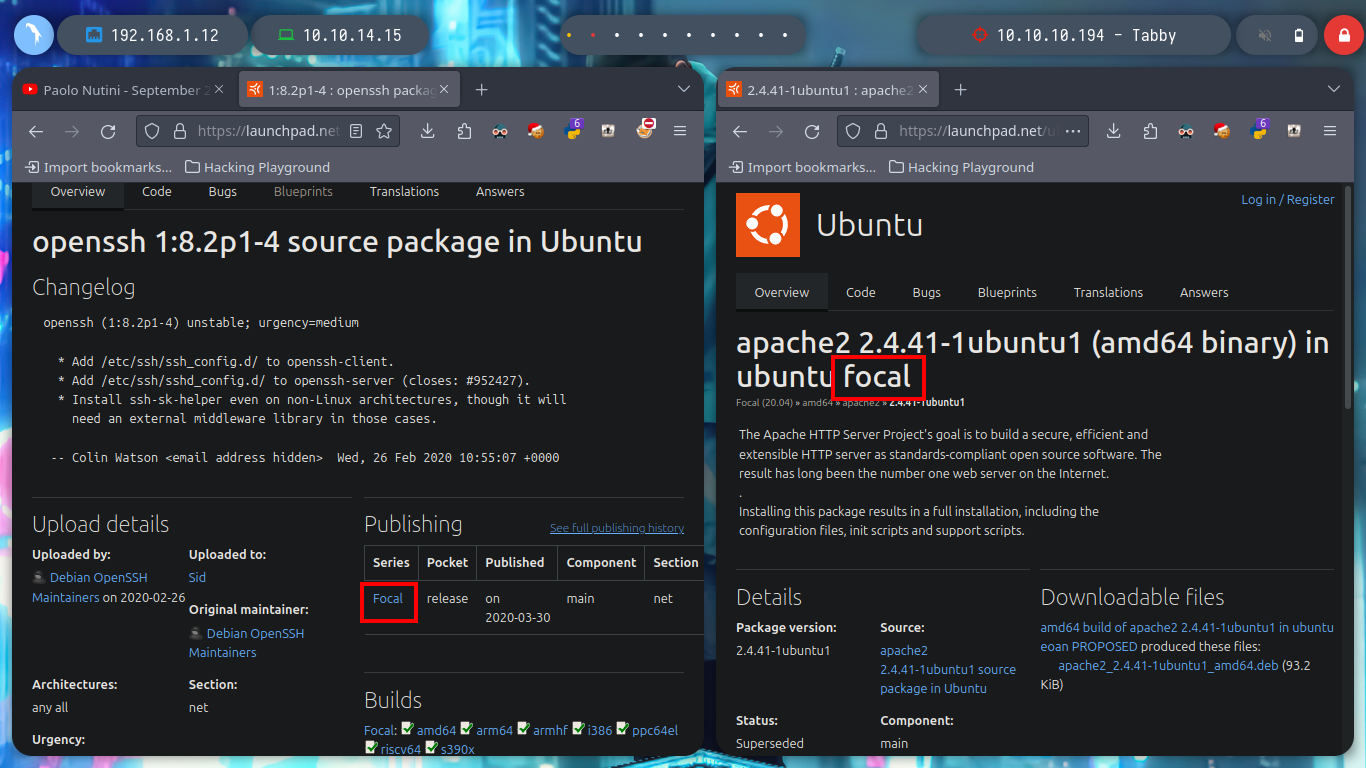 192.168.1.12
10.10.14.15
10.10.10.194 - Tabby
Paolo Nutini - September 2
1:8.2p1-4 : openssh packag
https://launchpad.net
6
Import bookmarks...
Hacking Playground
Overview
Code
Bugs
Blueprints
Translations
Answers
openssh 1:8.2p1-4 source package in Ubuntu
Changelog
openssh (1:8.2p1-4) unstable; urgency=medium
* Add /etc/ssh/ssh_config.d/ to openssh-client.
* Add /etc/ssh/sshd_config.d/ to openssh-server (closes: #952427).
* Install ssh-sk-helper even on non-Linux architectures, though it will
need an external middleware library in those cases.
-- Colin Watson <email address hidden>  Wed, 26 Feb 2020 10:55:07 +0000
Upload details
Uploaded by:
Debian OpenSSH
Maintainers on 2020-02-26
Uploaded to:
Sid
Original maintainer:
Debian OpenSSH
Maintainers
Architectures:
any all
Section:
net
Urgency:
Publishing
See full publishing history
Series Pocket Published Component Section
Focal release on main net
2020-03-30
Builds
Focal: amd64 arm64 armhf i386 ppc64el
riscv64 s390x
2.4.41-1ubuntu1 : apache2
https://launchpad.net/u
6
Import bookmarks...
Hacking Playground
Log in / Register
Ubuntu
Overview
Code
Bugs
Blueprints
Translations
Answers
apache2 2.4.41-1ubuntu1 (amd64 binary) in
ubuntu focal
Focal (20.04) » amd64 » apache2 » 2.4.41-1ubuntu1
The Apache HTTP Server Project's goal is to build a secure, efficient and
extensible HTTP server as standards-compliant open source software. The
result has long been the number one web server on the Internet.
.
Installing this package results in a full installation, including the
configuration files, init scripts and support scripts.
Details
Package version:
2.4.41-1ubuntu1
Source:
apache2
2.4.41-1ubuntu1 source
package in Ubuntu
Status:
Superseded
Component:
main
Downloadable files
amd64 build of apache2 2.4.41-1ubuntu1 in ubuntu
eoan PROPOSED produced these files:
apache2_2.4.41-1ubuntu1_amd64.deb (93.2
KiB)